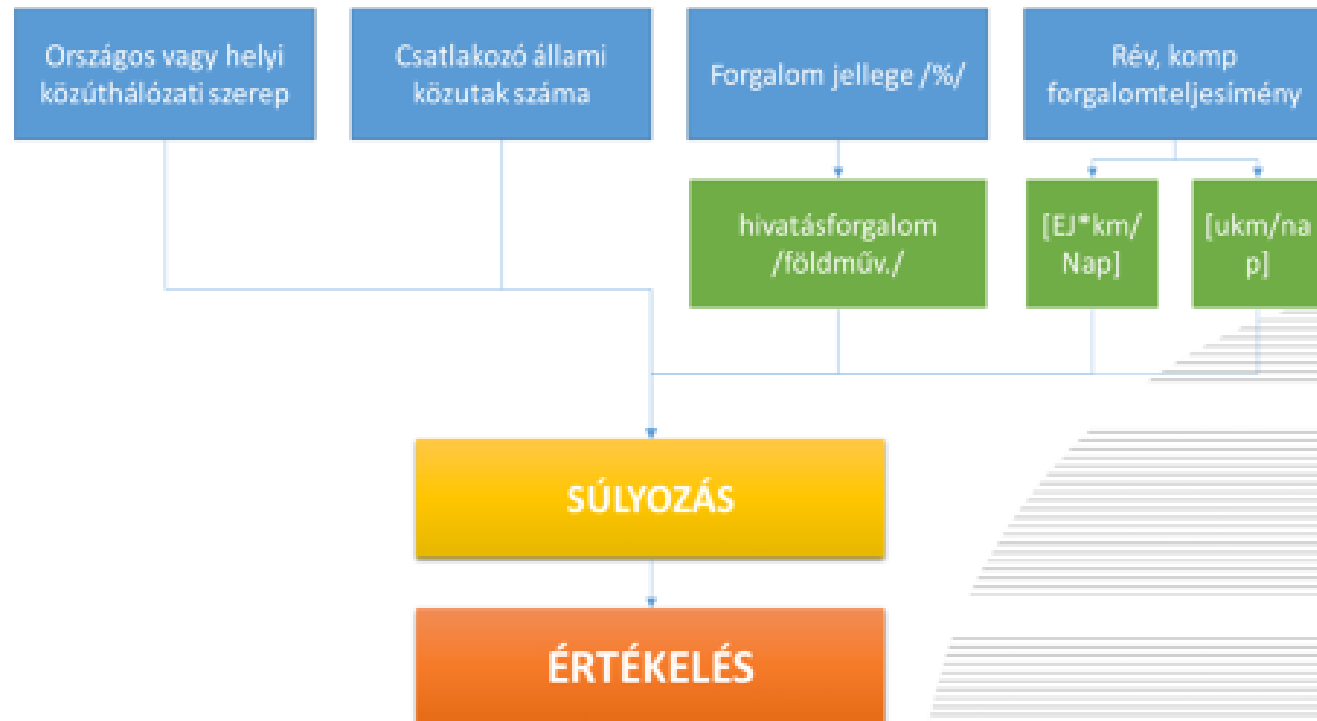 Országos vagy helyi
közúthálózati szerep
Csatlakozó állami
közutak száma
Forgalom jellege /%/
Rév, komp
forgalomteljesímény
hivatásforgalom
/földműv./
[EJ*km/
Nap]
[ukm/na
p]
SÚLYOZÁS
ÉRTÉKELÉS